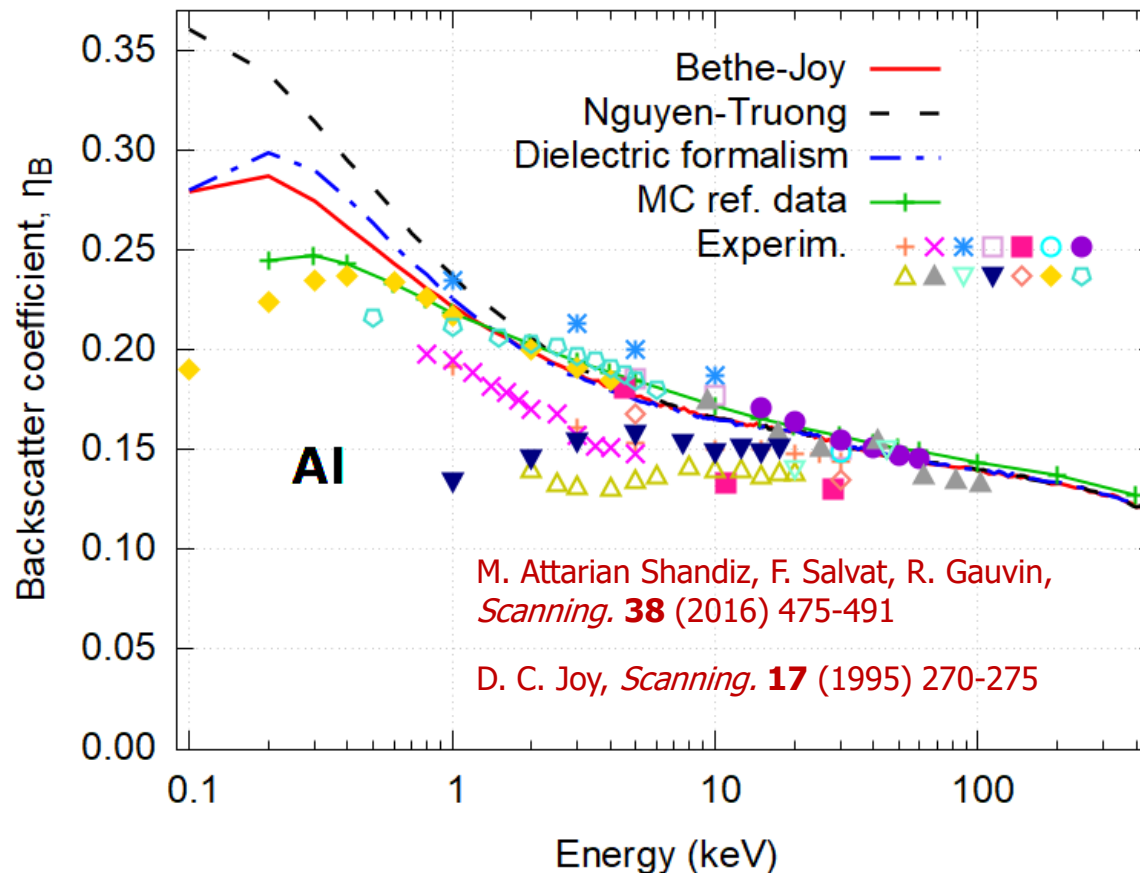 0.35
0.30
0.25
0.20
0.15
0.10
0.05
0.00
Backscatter coefficient, ηB
Bethe-Joy
Nguyen-Truong
Dielectric formalism
MC ref. data
Experim.
Al
M. Attarian Shandiz, F. Salvat, R. Gauvin,
Scanning. 38 (2016) 475-491
D. C. Joy, Scanning. 17 (1995) 270-275
0.1 1 10 100
Energy (keV)